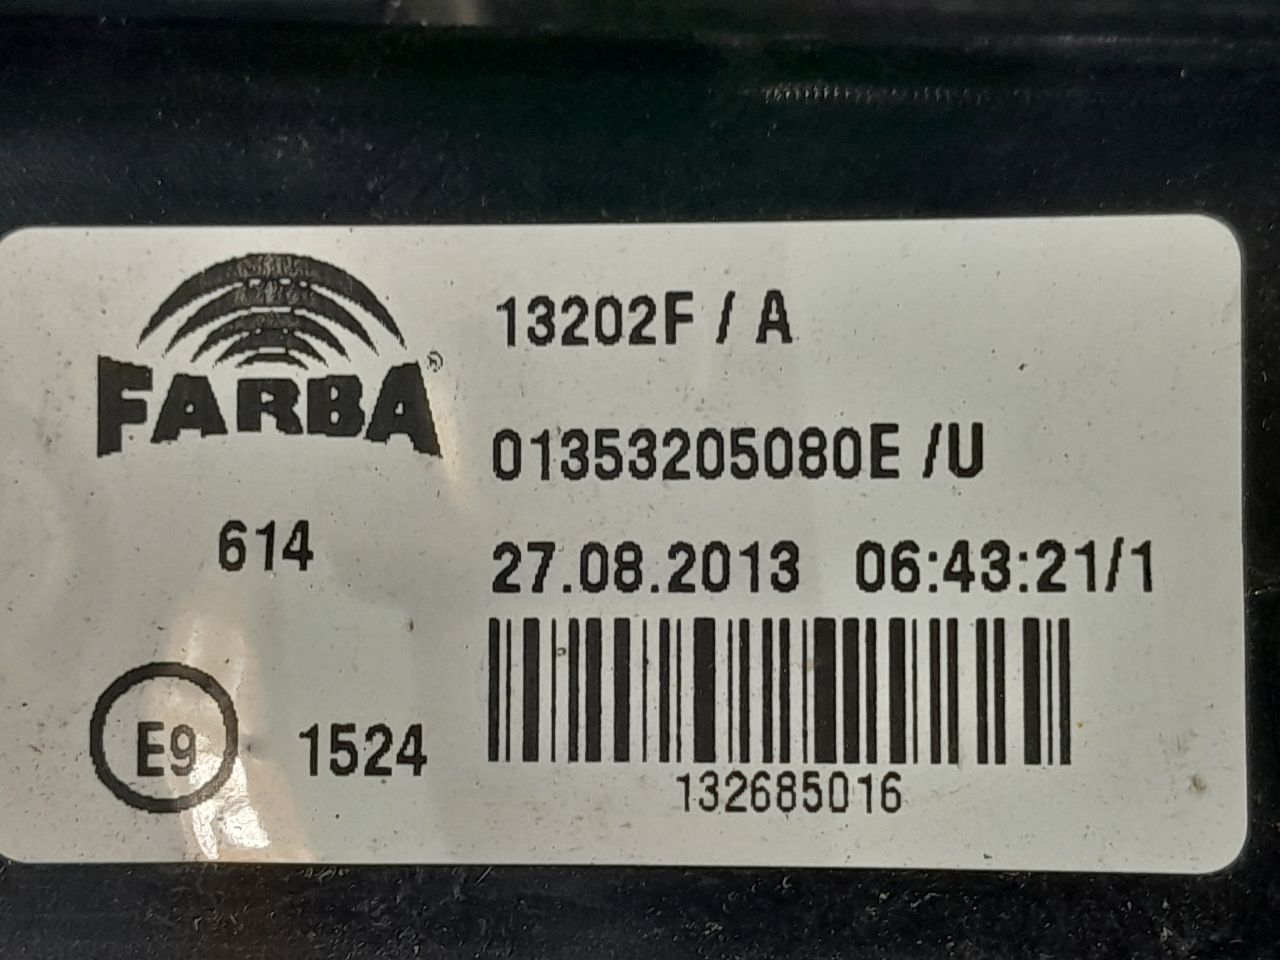 FARBA®
13202F / A
01353205080E /U
614
27.08.2013 06:43:21/1
E9
1524
132685016